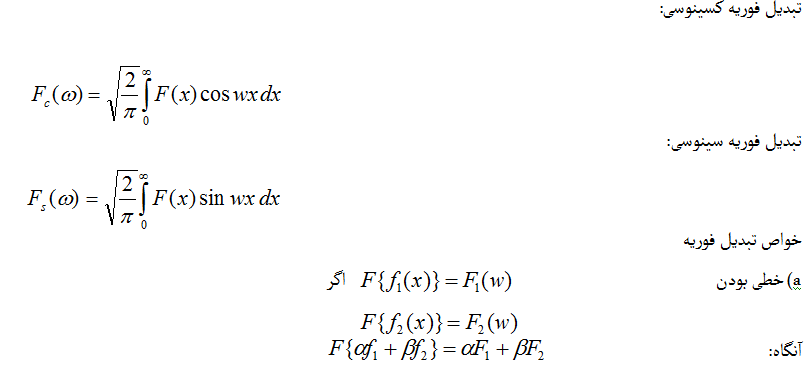 تبدیل فوریه کسینوسی:
F_c(ω) = √(2/π) ∫_0^∞ F(x) cos wx dx
تبدیل فوریه سینوسی:
F_s(ω) = √(2/π) ∫_0^∞ F(x) sin wx dx
خواص تبدیل فوریه
a) خطی بودن اگر F{f_1(x)} = F_1(w)
F{f_2(x)} = F_2(w)
آنگاه: F{αf_1 + βf_2} = αF_1 + βF_2